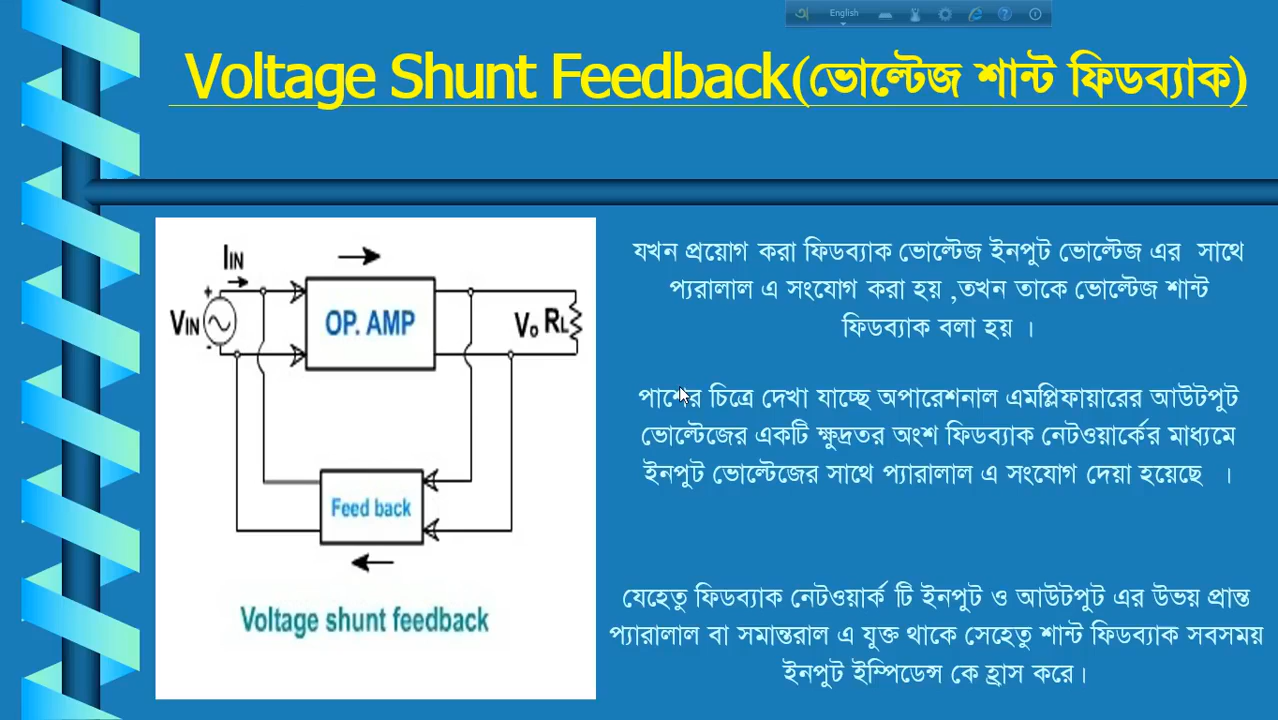 অ English
Voltage Shunt Feedback(ভোল্টেজ শান্ট ফিডব্যাক)
IIN
VIN
+
-
OP. AMP
Vo RL
Feed back
Voltage shunt feedback
যখন প্রয়োগ করা ফিডব্যাক ভোল্টেজ ইনপুট ভোল্টেজ এর সাথে
প্যরালাল এ সংযোগ করা হয় ,তখন তাকে ভোল্টেজ শান্ট
ফিডব্যাক বলা হয় ।
পাশের চিত্রে দেখা যাচ্ছে অপারেশনাল এমপ্লিফায়ারের আউটপুট
ভোল্টেজের একটি ক্ষুদ্রতর অংশ ফিডব্যাক নেটওয়ার্কের মাধ্যমে
ইনপুট ভোল্টেজের সাথে প্যারালাল এ সংযোগ দেয়া হয়েছে ।
যেহেতু ফিডব্যাক নেটওয়ার্ক টি ইনপুট ও আউটপুট এর উভয় প্রান্ত
প্যারালাল বা সমান্তরাল এ যুক্ত থাকে সেহেতু শান্ট ফিডব্যাক সবসময়
ইনপুট ইম্পিডেন্স কে হ্রাস করে।